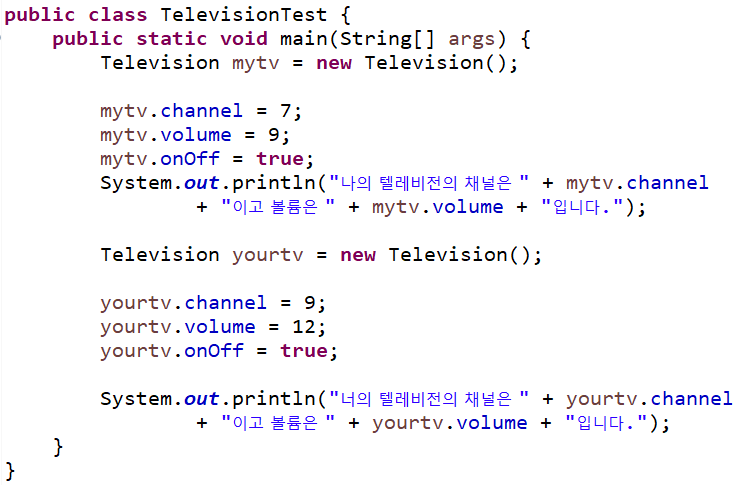 public class TelevisionTest {
    public static void main(String[] args) {
        Television mytv = new Television();

        mytv.channel = 7;
        mytv.volume = 9;
        mytv.onOff = true;
        System.out.println("나의 텔레비전의 채널은 " + mytv.channel
                + "이고 볼륨은 " + mytv.volume + "입니다.");

        Television yourtv = new Television();

        yourtv.channel = 9;
        yourtv.volume = 12;
        yourtv.onOff = true;

        System.out.println("너의 텔레비전의 채널은 " + yourtv.channel
                + "이고 볼륨은 " + yourtv.volume + "입니다.");
    }
}